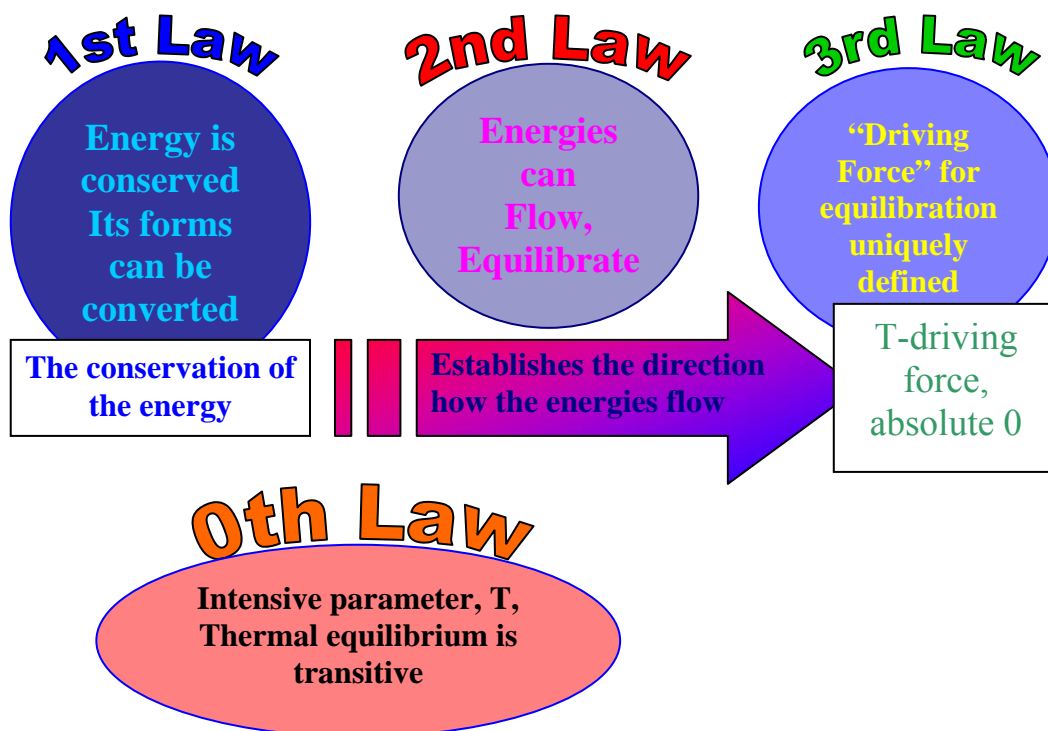 1st Law
Energy is
conserved
Its forms
can be
converted
The conservation of
the energy
2nd Law
Energies
can
Flow,
Equilibrate
Establishes the direction
how the energies flow
3rd Law
“Driving
Force” for
equilibration
uniquely
defined
T-driving
force,
absolute 0
0th Law
Intensive parameter, T,
Thermal equilibrium is
transitive